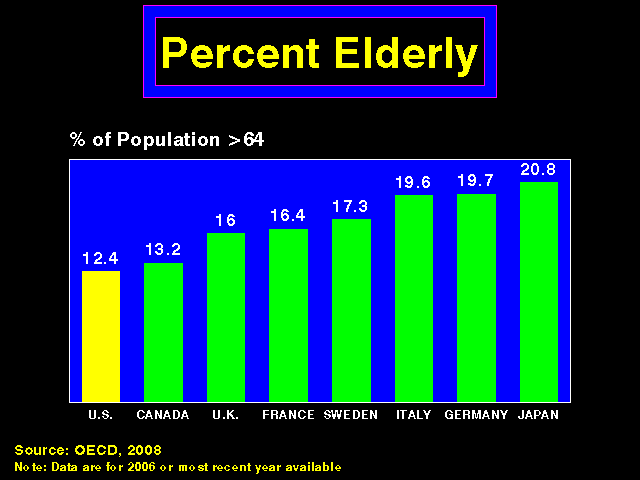 Percent Elderly
% of Population >64
20.8
19.6
19.7
17.3
16.4
16
13.2
12.4
U.S. CANADA U.K. FRANCE SWEDEN ITALY GERMANY JAPAN
Source: OECD, 2008
Note: Data are for 2006 or most recent year available